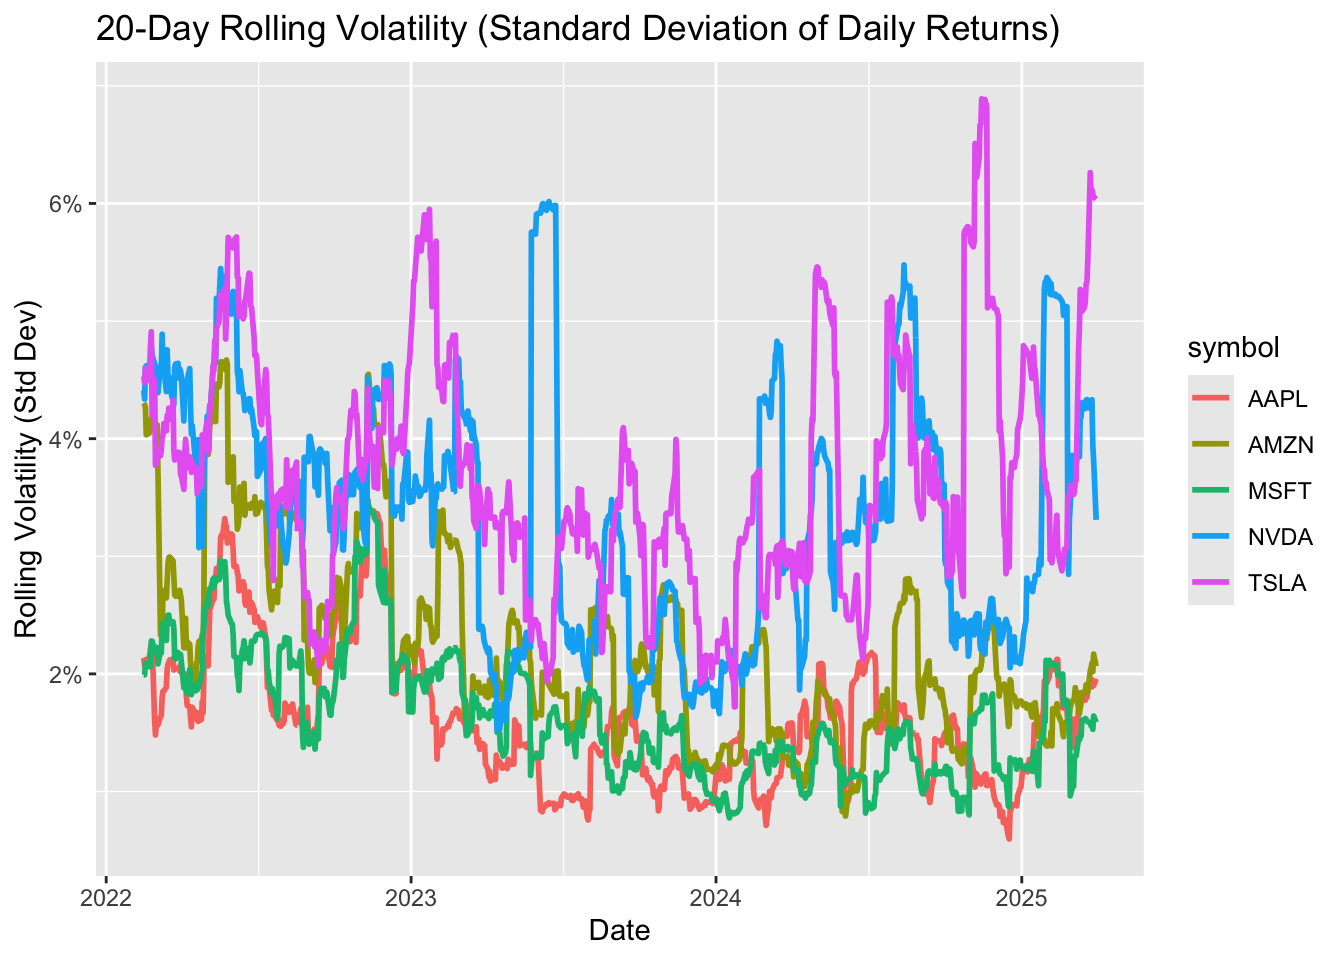 20-Day Rolling Volatility (Standard Deviation of Daily Returns)
Rolling Volatility (Std Dev)
6%
4%
2%
2022
2023
2024
2025
Date
symbol
AAPL
AMZN
MSFT
NVDA
TSLA